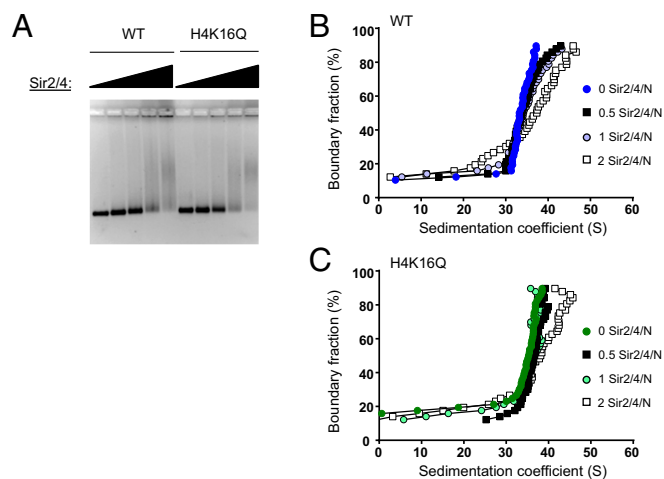 A
WT
H4K16Q
Sir2/4:
B
WT
Boundary fraction (%)
100
80
60
40
20
0
0
10
20
30
40
50
60
Sedimentation coefficient (S)
0 Sir2/4/N
0.5 Sir2/4/N
1 Sir2/4/N
2 Sir2/4/N
C
H4K16Q
Boundary fraction (%)
100
80
60
40
20
0
0
10
20
30
40
50
60
Sedimentation coefficient (S)
0 Sir2/4/N
0.5 Sir2/4/N
1 Sir2/4/N
2 Sir2/4/N